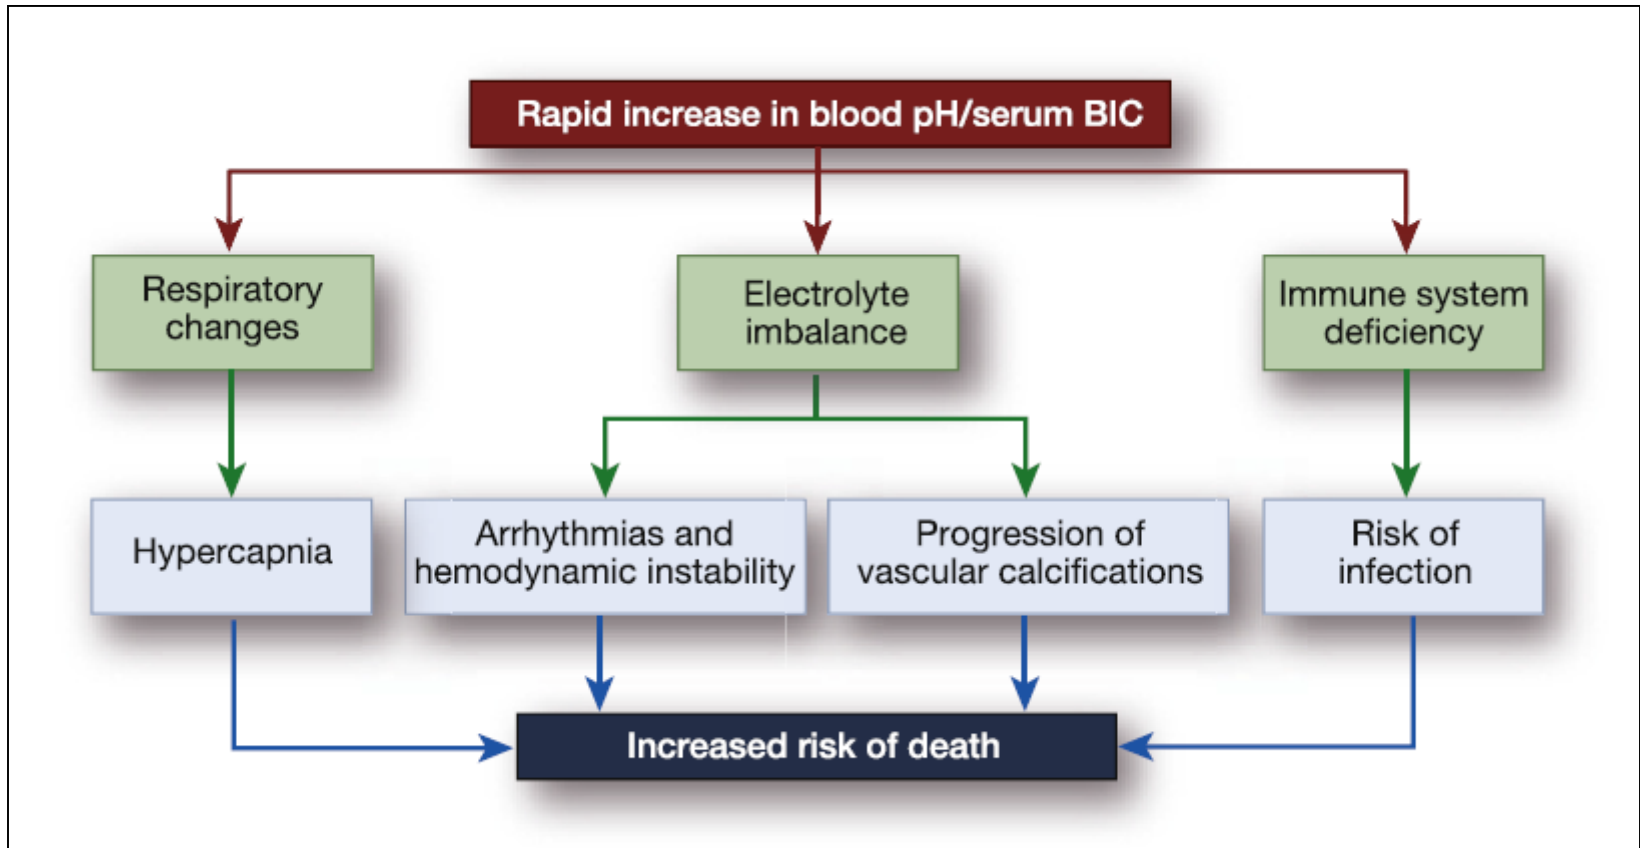 Rapid increase in blood pH/serum BIC
Respiratory
changes
Electrolyte
imbalance
Immune system
deficiency
Hypercapnia
Arrhythmias and
hemodynamic instability
Progression of
vascular calcifications
Risk of
infection
Increased risk of death